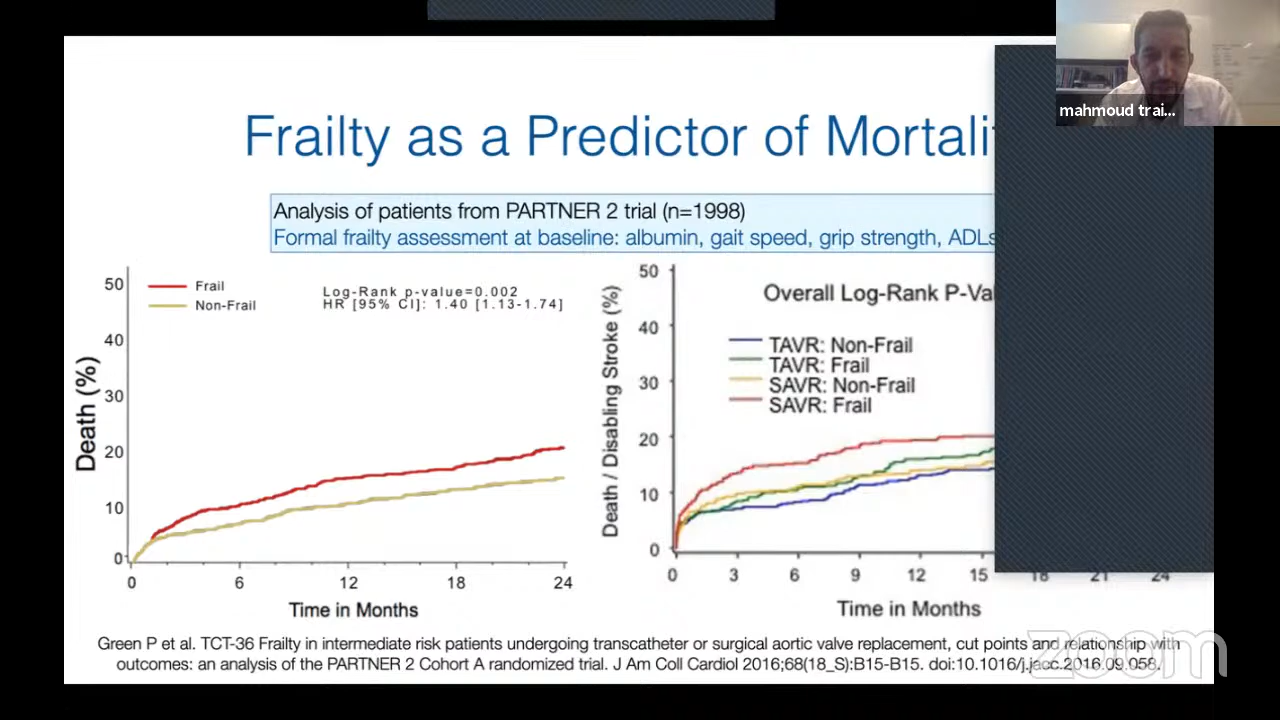 mahmoud trai...
Frailty as a Predictor of Mortali
Analysis of patients from PARTNER 2 trial (n=1998)
Formal frailty assessment at baseline: albumin, gait speed, grip strength, ADLs
50
40
30
20
10
0
Death (%)
Frail
Non-Frail
Log-Rank p-value=0.002
HR [95% CI]: 1.40 [1.13-1.74]
0 6 12 18 24
Time in Months
50
40
30
20
10
0
Death / Disabling Stroke (%)
Overall Log-Rank P-Va
TAVR: Non-Frail
TAVR: Frail
SAVR: Non-Frail
SAVR: Frail
0 3 6 9 12 15 18 21 24
Time in Months
Green P et al. TCT-36 Frailty in intermediate risk patients undergoing transcatheter or surgical aortic valve replacement, cut points and relationship with
outcomes: an analysis of the PARTNER 2 Cohort A randomized trial. J Am Coll Cardiol 2016;68(18_S):B15-B15. doi:10.1016/j.jacc.2016.09.058.
zoom